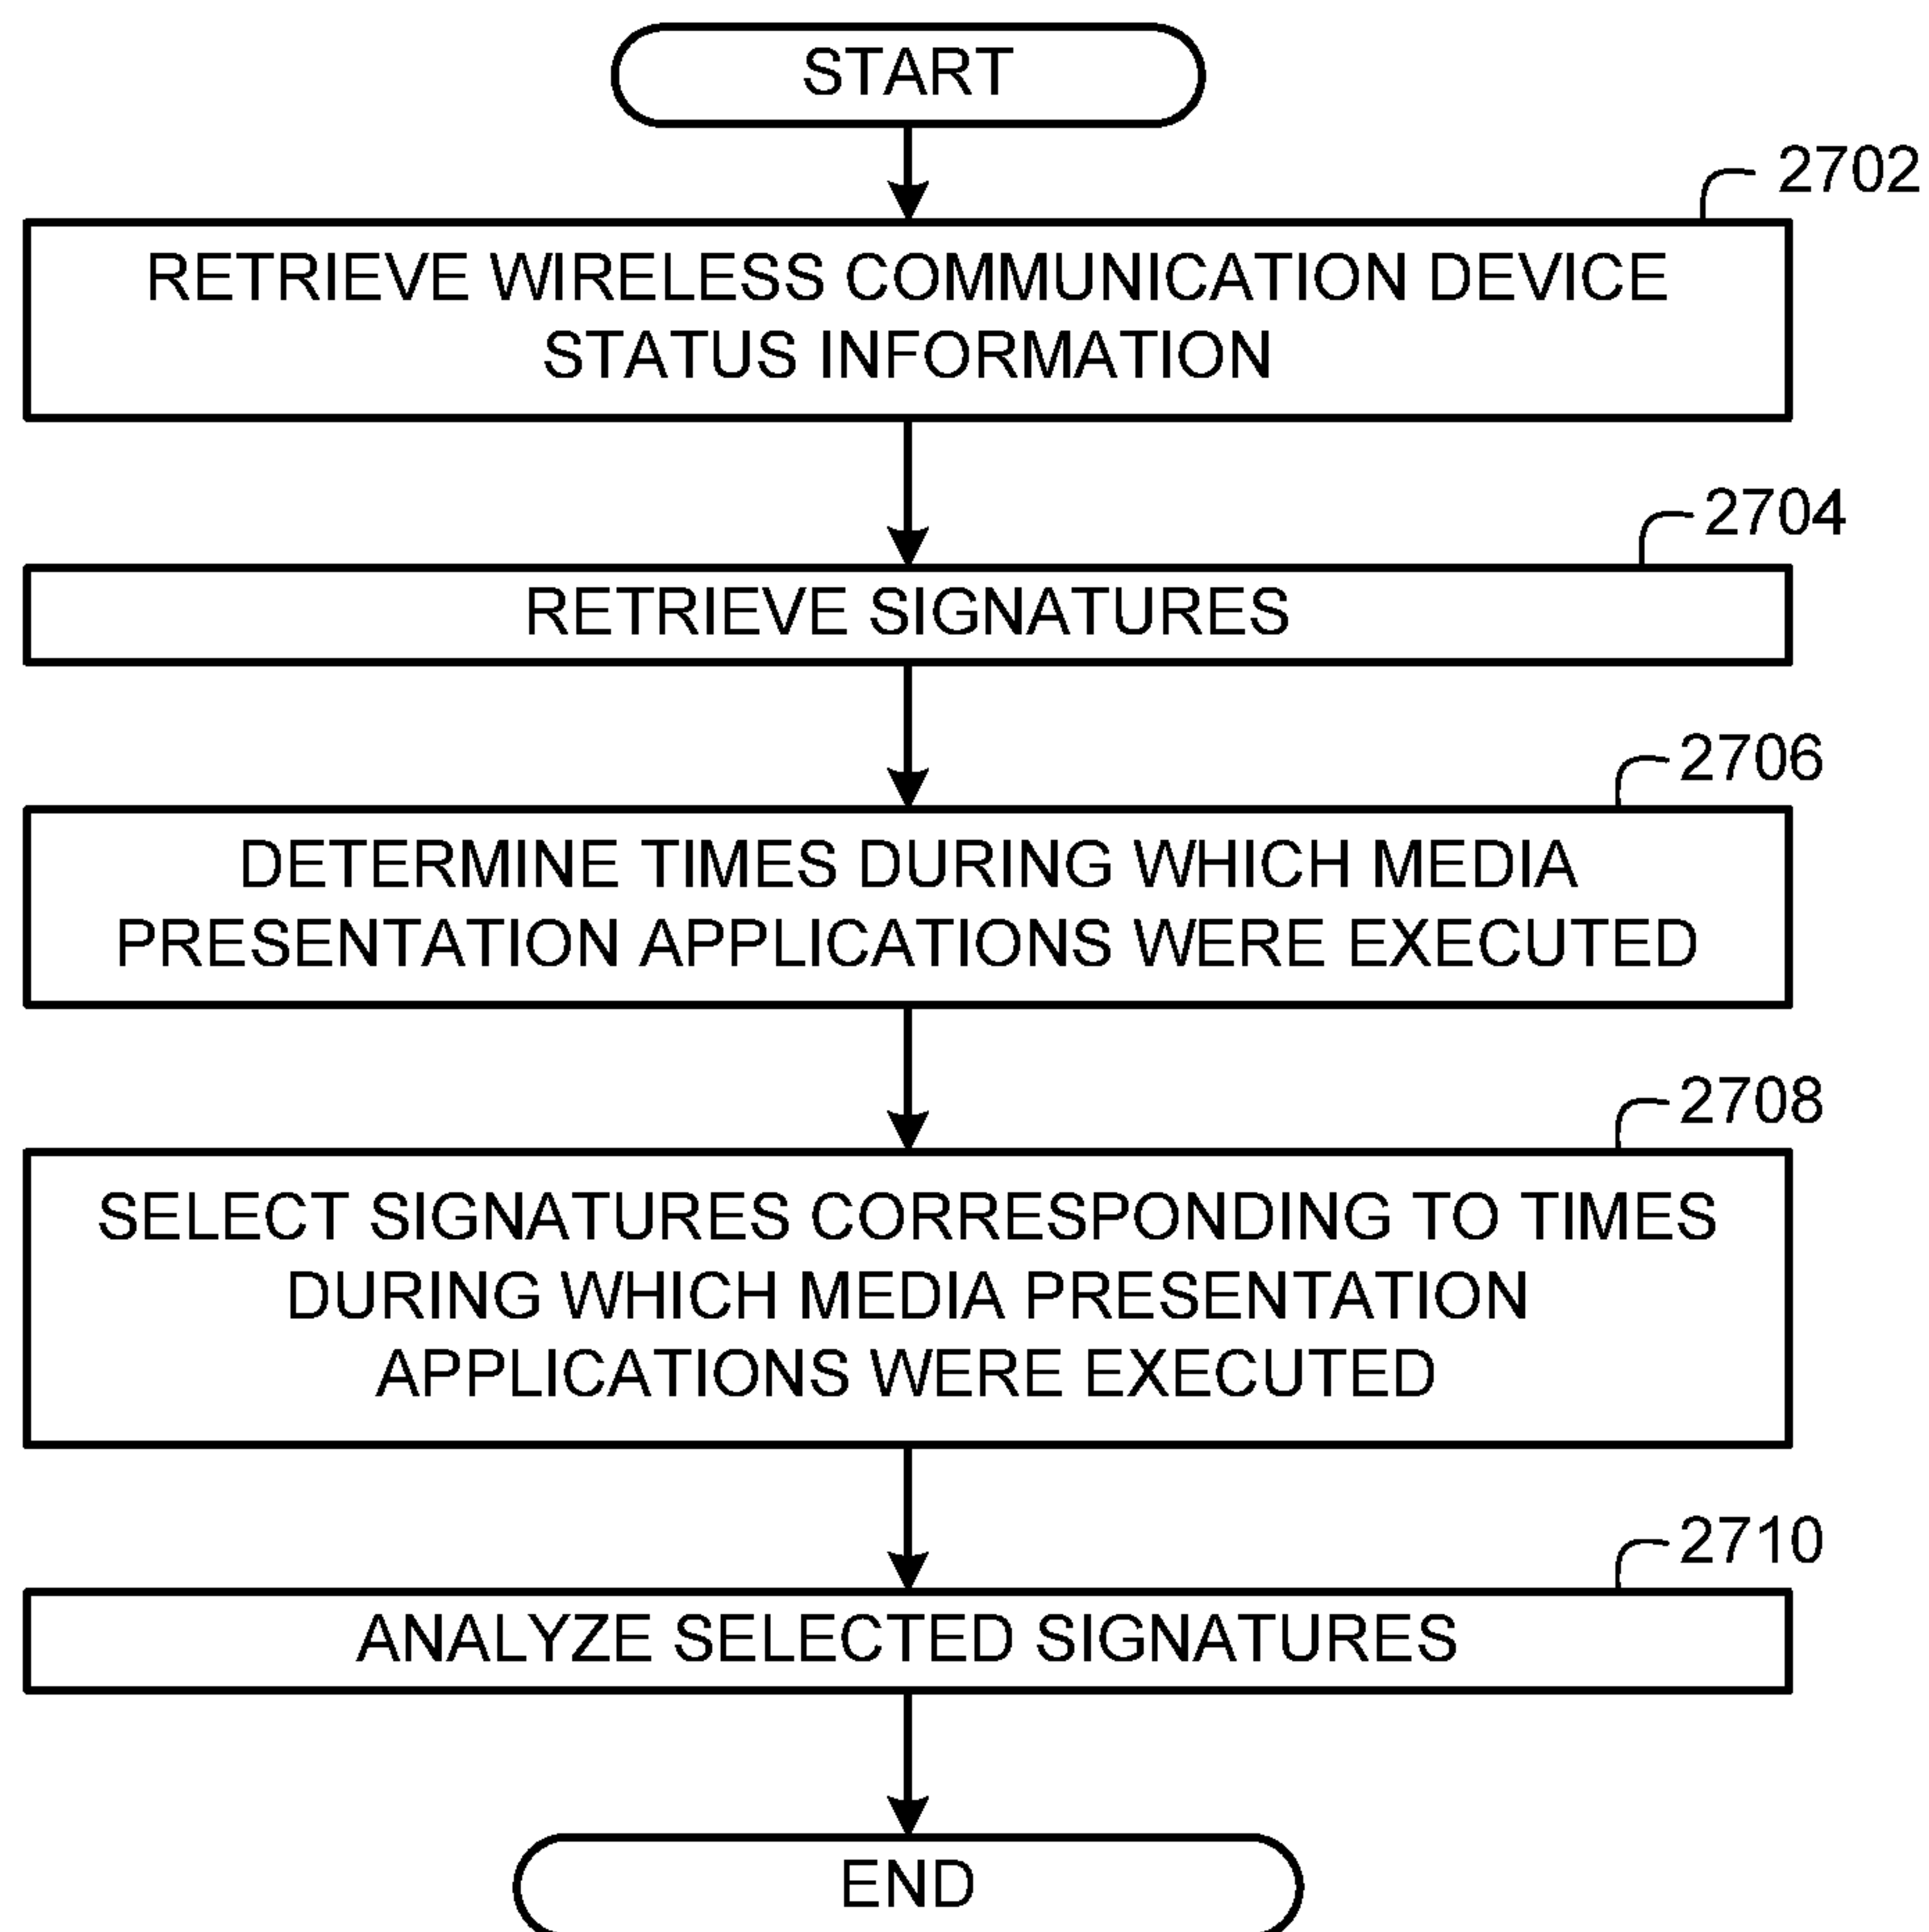 START
2702
RETRIEVE WIRELESS COMMUNICATION DEVICE
STATUS INFORMATION
2704
RETRIEVE SIGNATURES
2706
DETERMINE TIMES DURING WHICH MEDIA
PRESENTATION APPLICATIONS WERE EXECUTED
2708
SELECT SIGNATURES CORRESPONDING TO TIMES
DURING WHICH MEDIA PRESENTATION
APPLICATIONS WERE EXECUTED
2710
ANALYZE SELECTED SIGNATURES
END